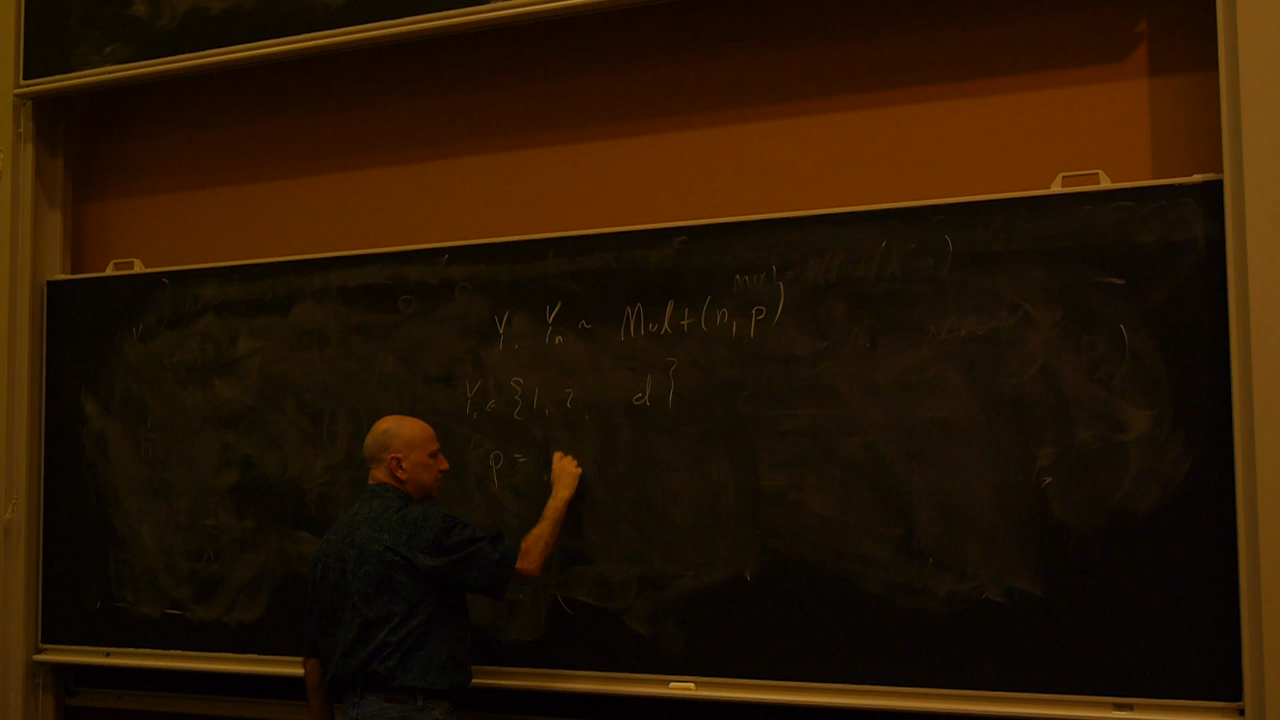 Y₁ Yₙ ~ Mult(n, p)
Yᵢ ∈ {1, 2, d}
p =